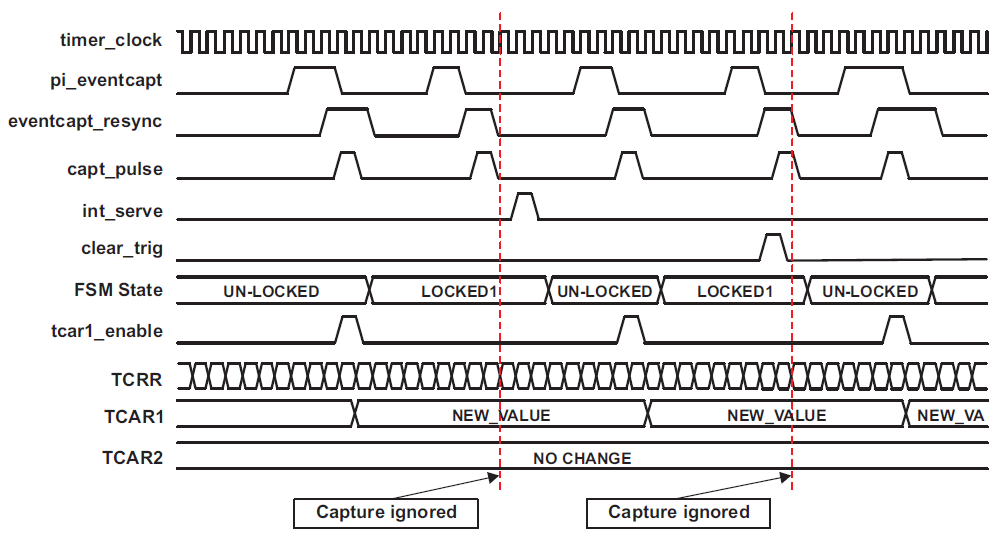 timer_clock
pi_eventcapt
eventcapt_resync
capt_pulse
int_serve
clear_trig
FSM State UN-LOCKED LOCKED1 UN-LOCKED LOCKED1 UN-LOCKED
tcar1_enable
TCRR
TCAR1 NEW_VALUE NEW_VALUE NEW_VA
TCAR2 NO CHANGE
Capture ignored Capture ignored